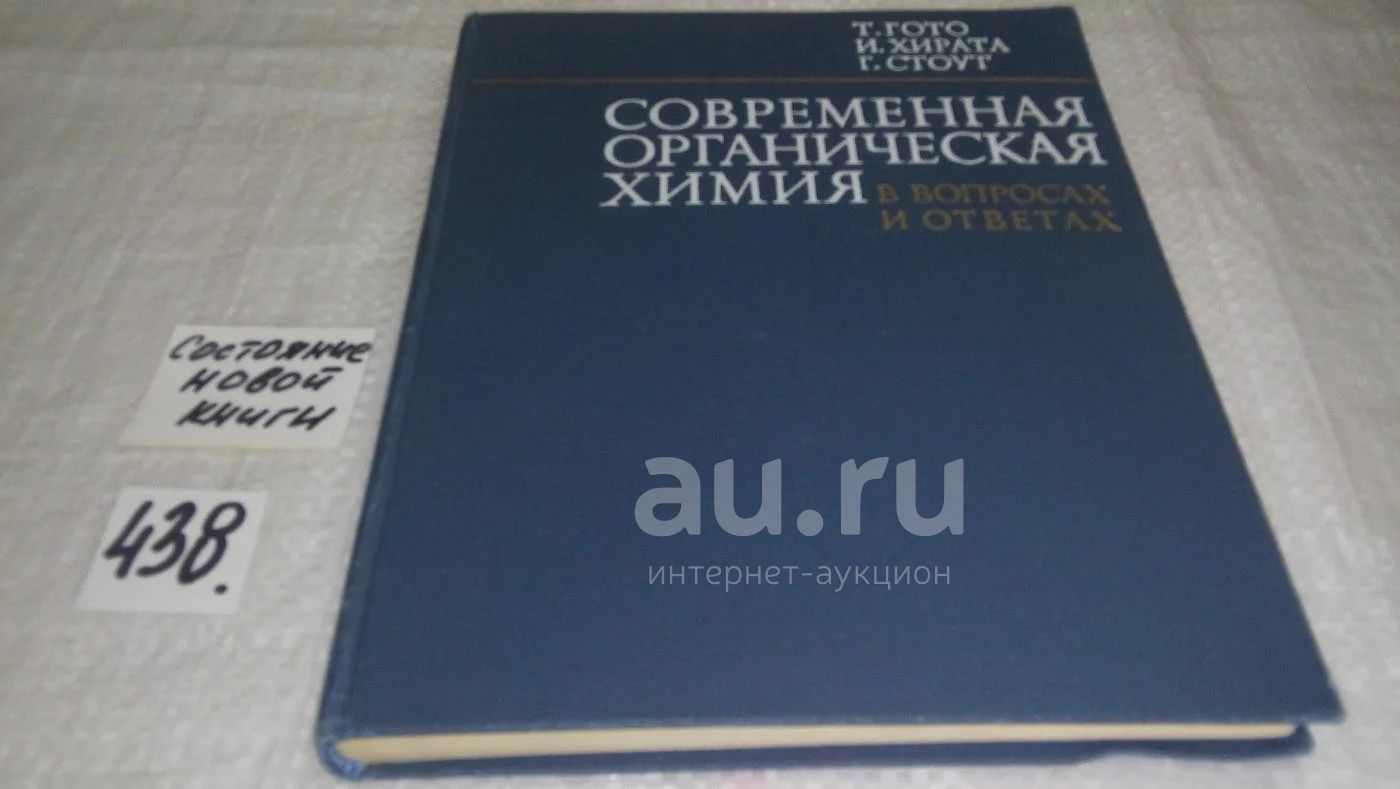 Т. ГОТО
И. ХИРАТА
Г. СТОУТ
СОВРЕМЕННАЯ
ОРГАНИЧЕСКАЯ
ХИМИЯ В ВОПРОСАХ
И ОТВЕТАХ
Состояние
новой
книги
438.
au.ru
интернет-аукцион